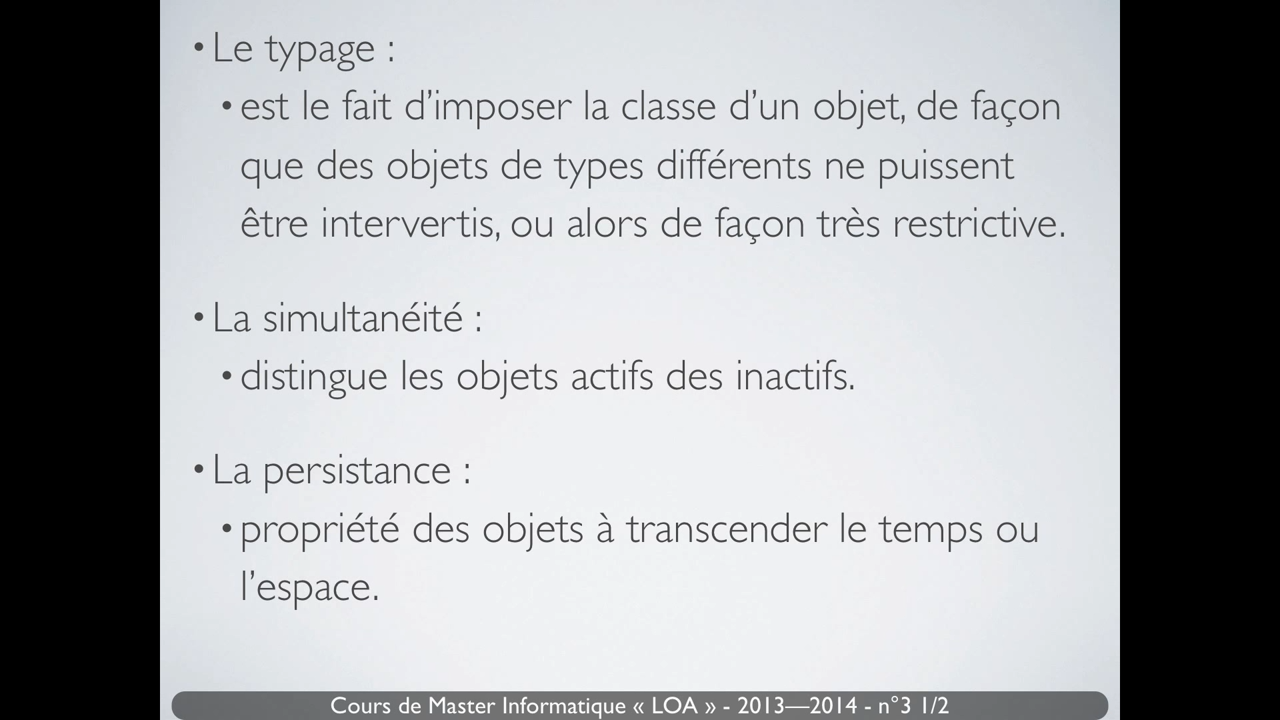 • Le typage :
• est le fait d’imposer la classe d’un objet, de façon
que des objets de types différents ne puissent
être intervertis, ou alors de façon très restrictive.
• La simultanéité :
• distingue les objets actifs des inactifs.
• La persistance :
• propriété des objets à transcender le temps ou
l’espace.
Cours de Master Informatique « LOA » - 2013—2014 - n°3 1/2